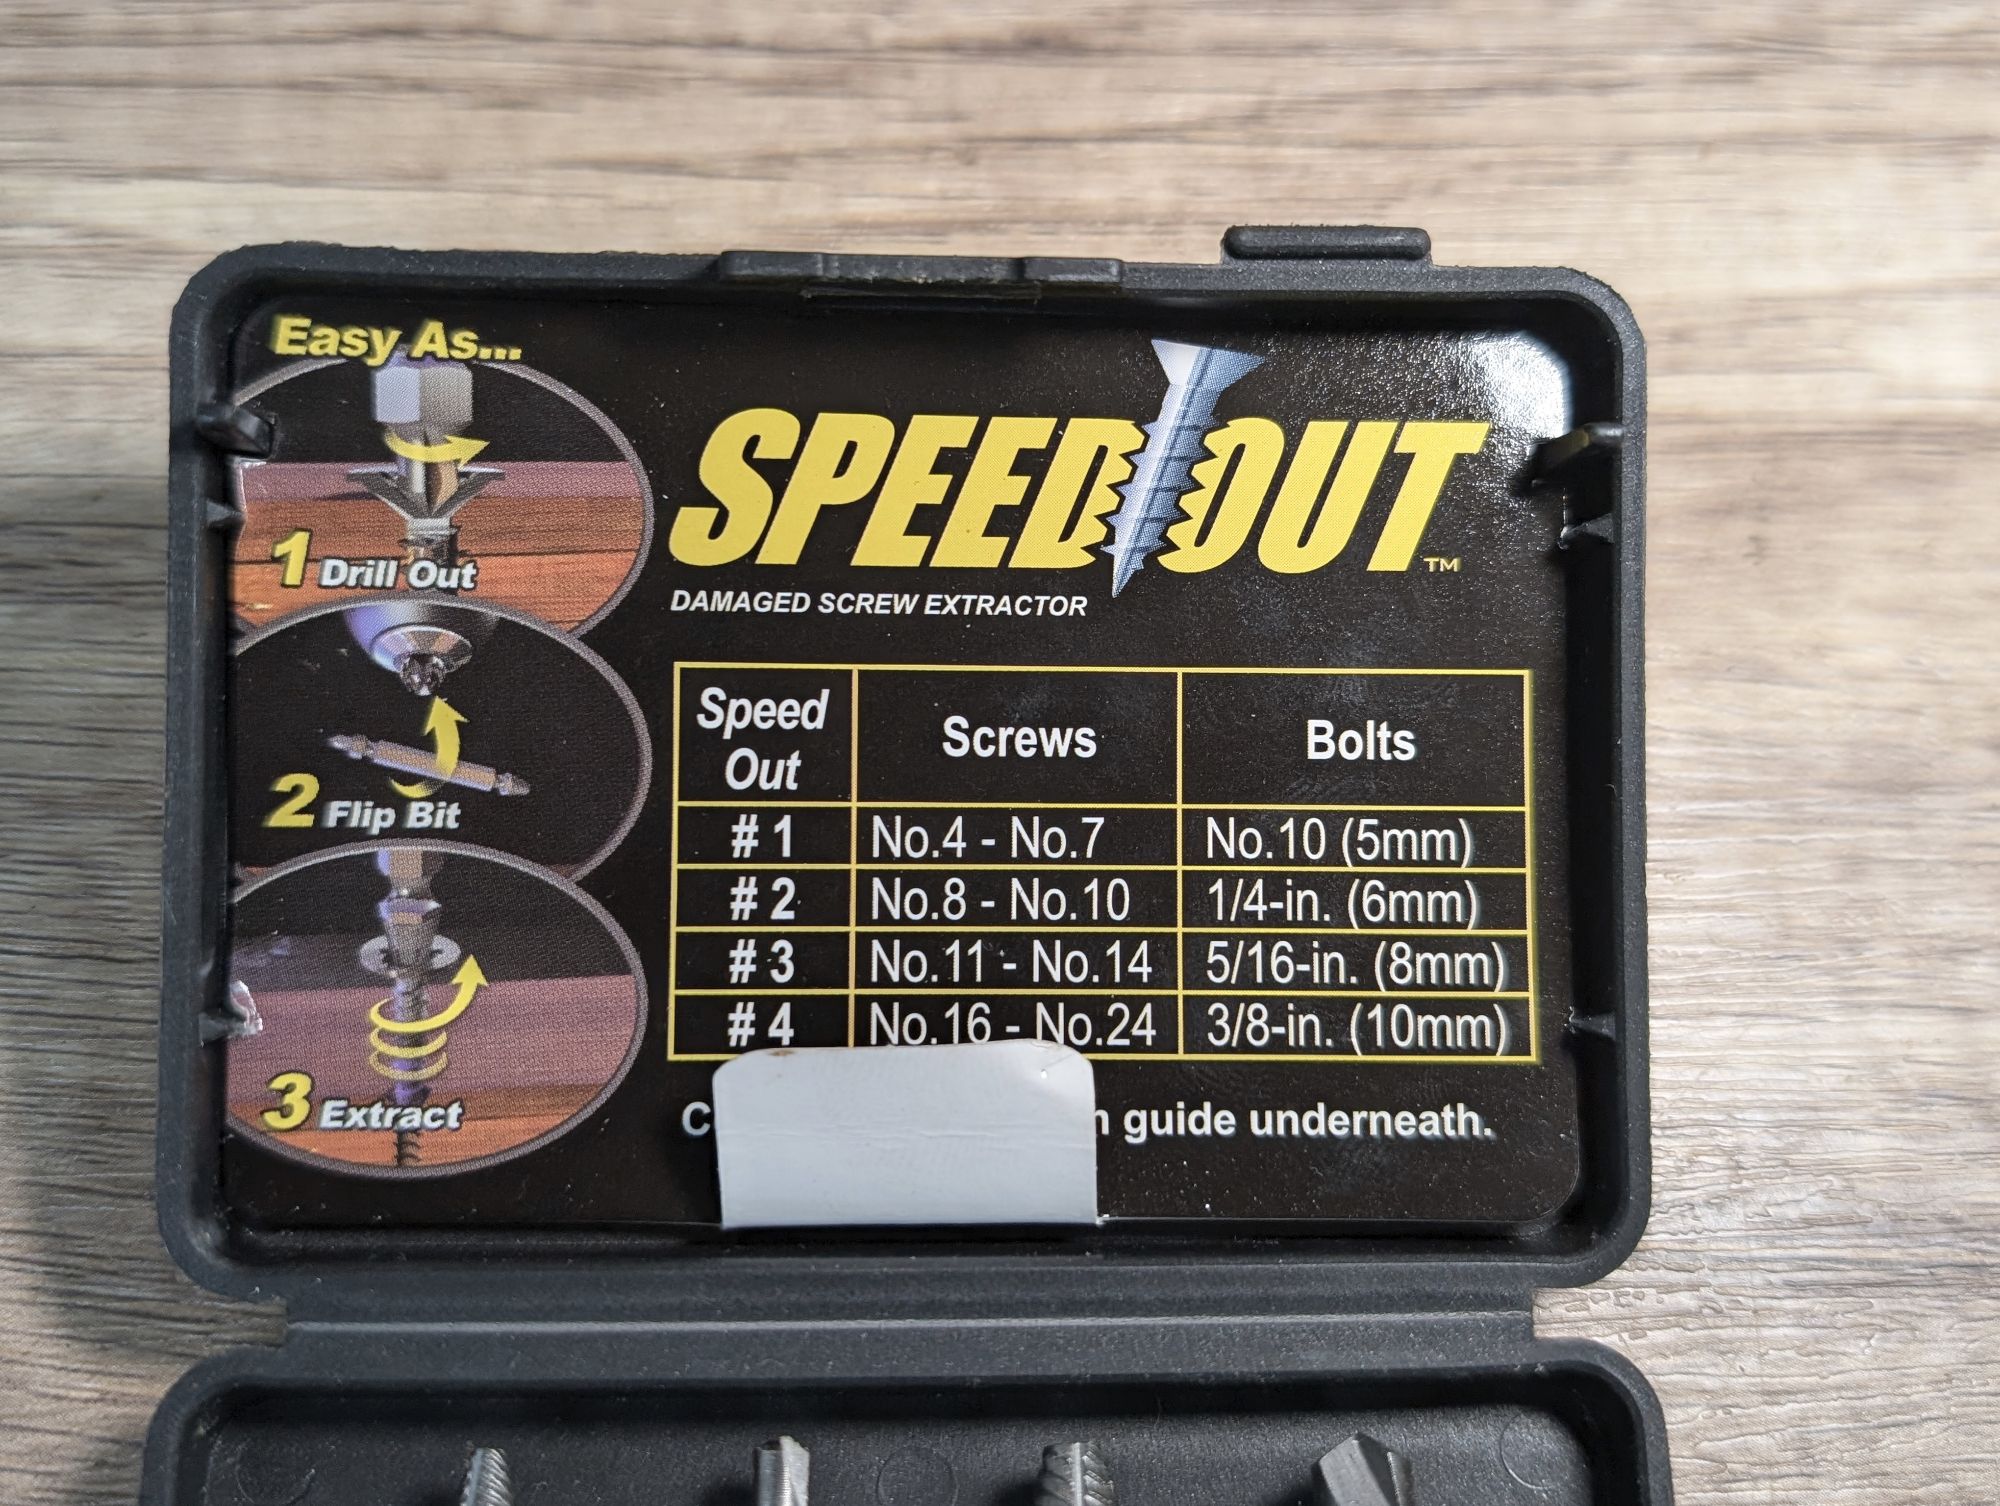 Easy As...
1 Drill Out
2 Flip Bit
3 Extract
SPEEDOUT™
DAMAGED SCREW EXTRACTOR
Speed Out Screws Bolts
# 1 No.4 - No.7 No.10 (5mm)
# 2 No.8 - No.10 1/4-in. (6mm)
# 3 No.11 - No.14 5/16-in. (8mm)
# 4 No.16 - No.24 3/8-in. (10mm)
guide underneath.